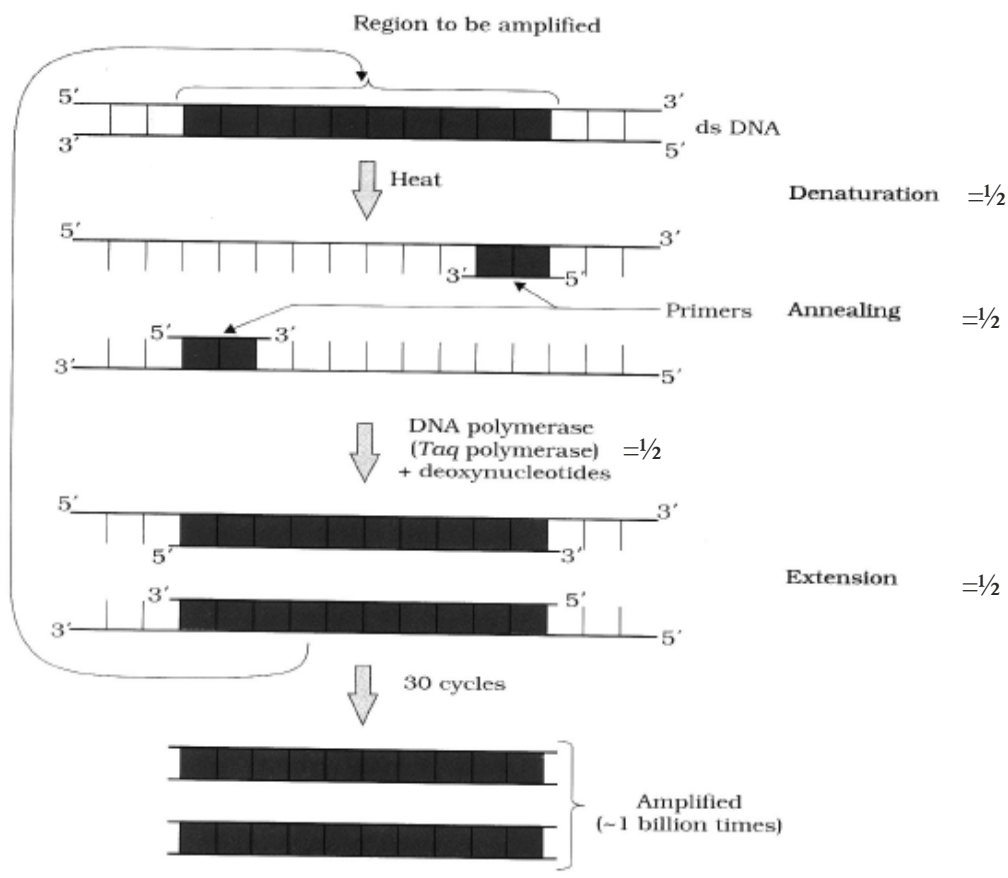 Region to be amplified
5′ 3′
ds DNA
3′ 5′
Heat
Denaturation =½
5′ 3′
3′ 5′
Primers Annealing =½
5′ 3′
3′ 5′
DNA polymerase
(Taq polymerase) =½
+ deoxynucleotides
5′ 3′
5′ 3′
Extension =½
3′ 5′
3′ 5′
30 cycles
Amplified
(~1 billion times)